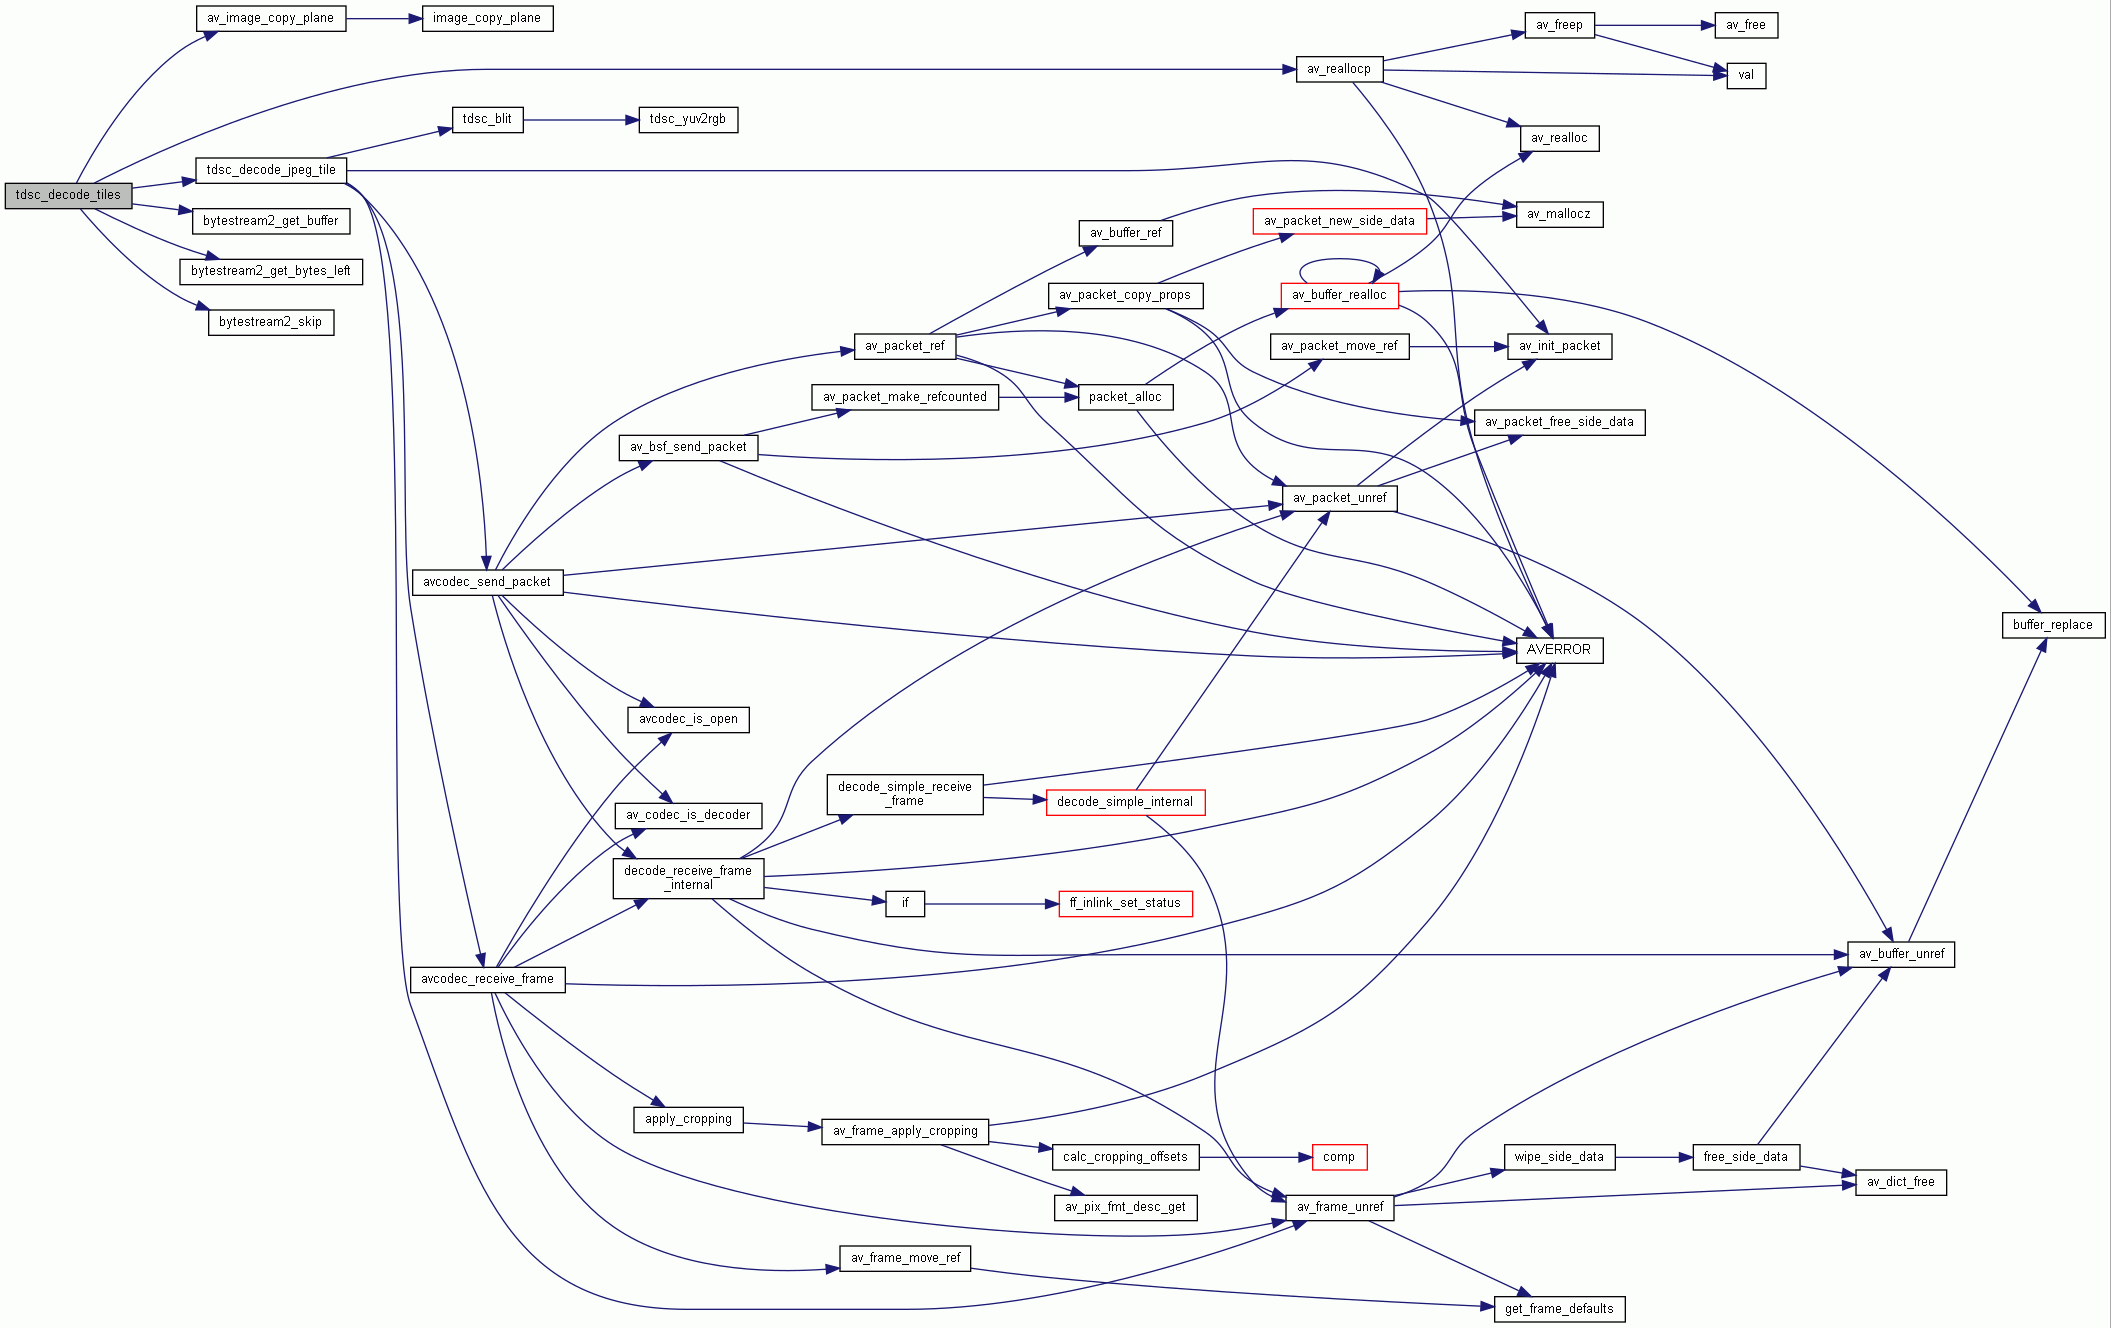 av_image_copy_plane
image_copy_plane
av_freep
av_free
av_reallocp
val
tdsc_blit
tdsc_yuv2rgb
av_realloc
tdsc_decode_jpeg_tile
tdsc_decode_tiles
bytestream2_get_buffer
av_buffer_ref
av_packet_new_side_data
av_mallocz
bytestream2_get_bytes_left
av_packet_copy_props
av_buffer_realloc
bytestream2_skip
av_packet_ref
av_packet_move_ref
av_init_packet
av_packet_make_refcounted
packet_alloc
av_packet_free_side_data
av_bsf_send_packet
av_packet_unref
avcodec_send_packet
buffer_replace
AVERROR
avcodec_is_open
decode_simple_receive
_frame
decode_simple_internal
av_codec_is_decoder
decode_receive_frame
_internal
if
ff_inlink_set_status
av_buffer_unref
avcodec_receive_frame
apply_cropping
av_frame_apply_cropping
calc_cropping_offsets
comp
wipe_side_data
free_side_data
av_dict_free
av_pix_fmt_desc_get
av_frame_unref
av_frame_move_ref
get_frame_defaults